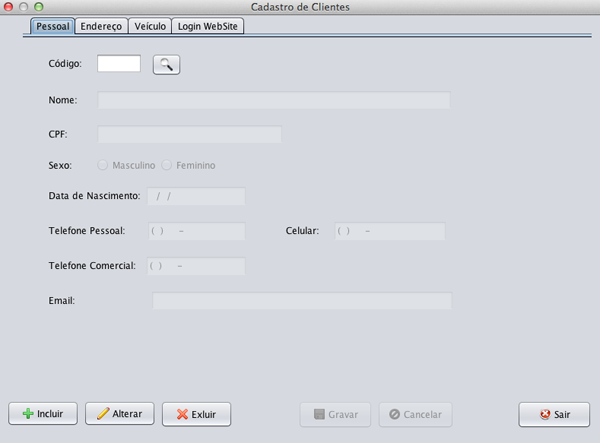 Cadastro de Clientes
Pessoal Endereço Veículo Login WebSite
Código:
Nome:
CPF:
Sexo: Masculino Feminino
Data de Nascimento: / /
Telefone Pessoal: ( ) - Celular: ( ) -
Telefone Comercial: ( ) -
Email:
Incluir Alterar Exluir Gravar Cancelar Sair